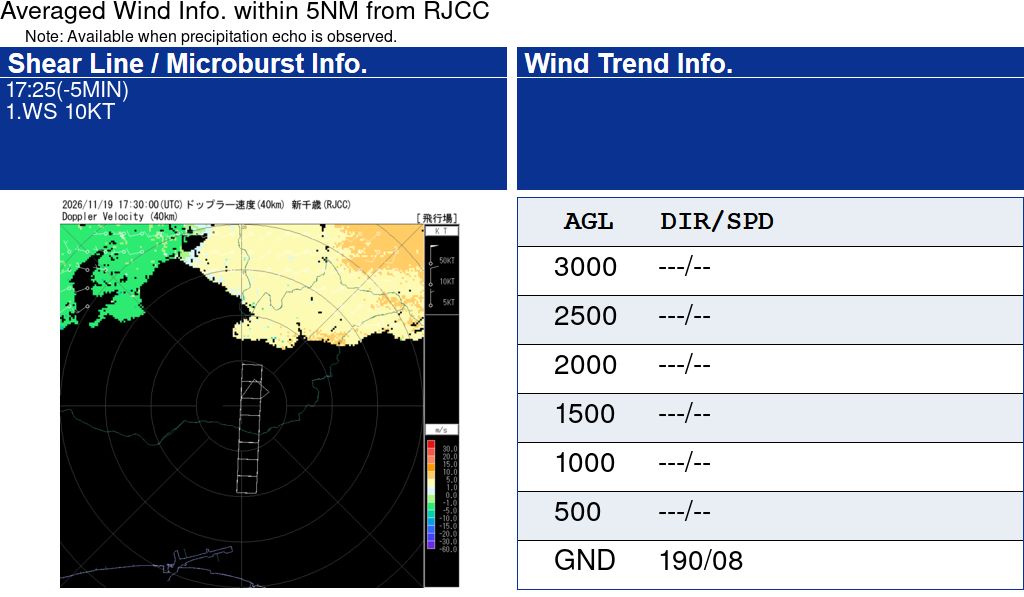 Averaged Wind Info. within 5NM from RJCC
Note: Available when precipitation echo is observed.
Shear Line / Microburst Info.
17:25(-5MIN)
1.WS 10KT
Wind Trend Info.
2026/11/19 17:30:00(UTC)ドップラー速度(40km) 新千歳(RJCC)
Doppler Velocity (40km)
[飛行場]
KT
50KT
10KT
5KT
m/s
30.0
20.0
15.0
10.0
5.0
1.0
0.0
-1.0
-5.0
-10.0
-15.0
-20.0
-30.0
-60.0
AGL DIR/SPD
3000 ---/--
2500 ---/--
2000 ---/--
1500 ---/--
1000 ---/--
500 ---/--
GND 190/08